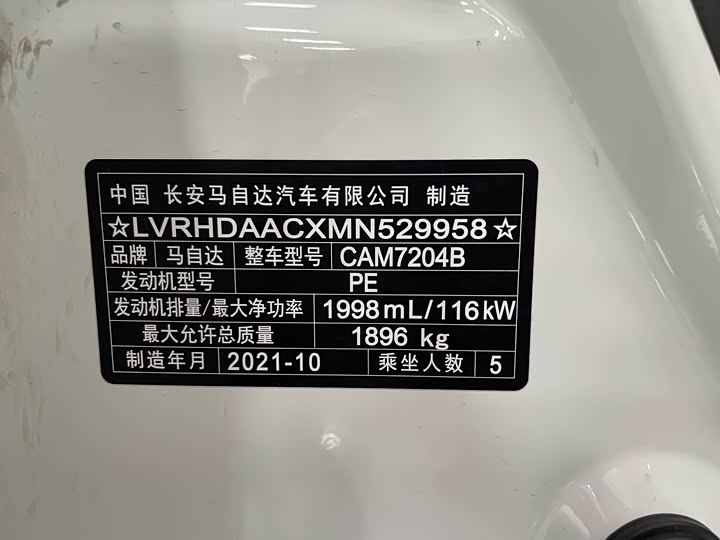 中国 长安马自达汽车有限公司 制造
☆LVRHDAACXMN529958☆
品牌 马自达 整车型号 CAM7204B
发动机型号 PE
发动机排量/最大净功率 1998mL/116kW
最大允许总质量 1896 kg
制造年月 2021-10 乘坐人数 5